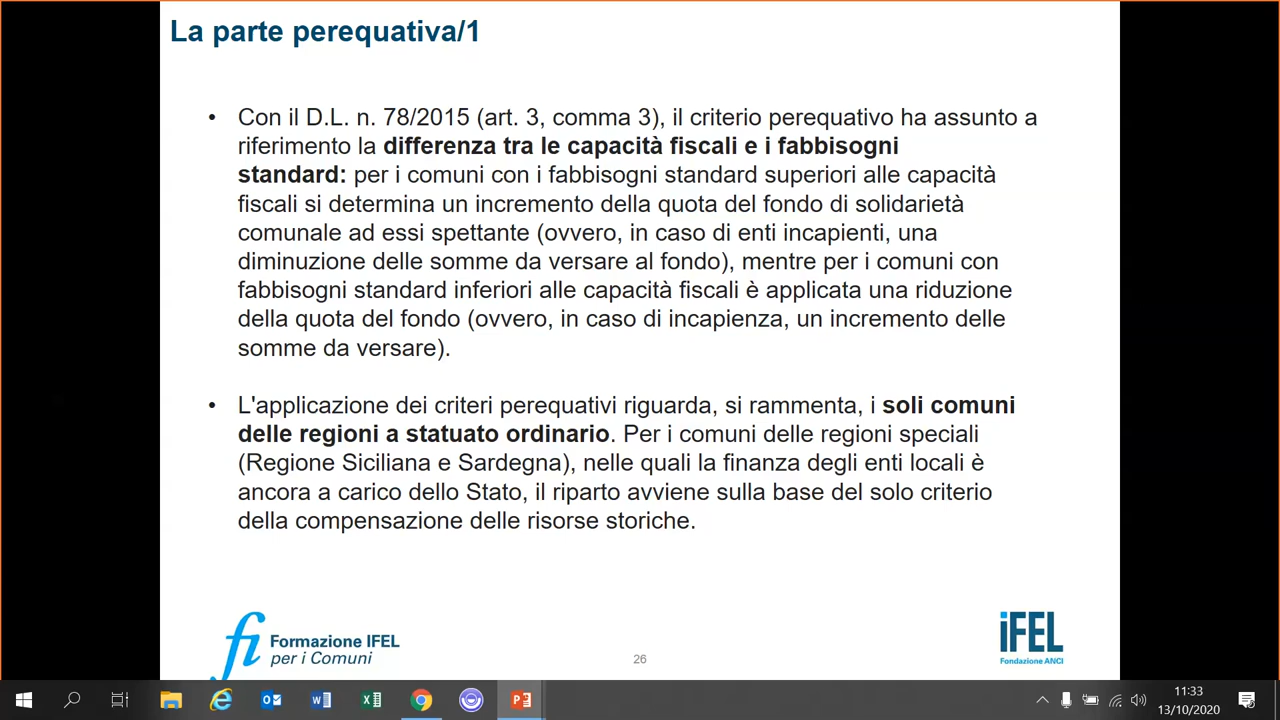 La parte perequativa/1
• Con il D.L. n. 78/2015 (art. 3, comma 3), il criterio perequativo ha assunto a
riferimento la differenza tra le capacità fiscali e i fabbisogni
standard: per i comuni con i fabbisogni standard superiori alle capacità
fiscali si determina un incremento della quota del fondo di solidarietà
comunale ad essi spettante (ovvero, in caso di enti incapienti, una
diminuzione delle somme da versare al fondo), mentre per i comuni con
fabbisogni standard inferiori alle capacità fiscali è applicata una riduzione
della quota del fondo (ovvero, in caso di incapienza, un incremento delle
somme da versare).
• L'applicazione dei criteri perequativi riguarda, si rammenta, i soli comuni
delle regioni a statuato ordinario. Per i comuni delle regioni speciali
(Regione Siciliana e Sardegna), nelle quali la finanza degli enti locali è
ancora a carico dello Stato, il riparto avviene sulla base del solo criterio
della compensazione delle risorse storiche.
fi Formazione IFEL
per i Comuni
26
iFEL
Fondazione ANCI
11:33
13/10/2020